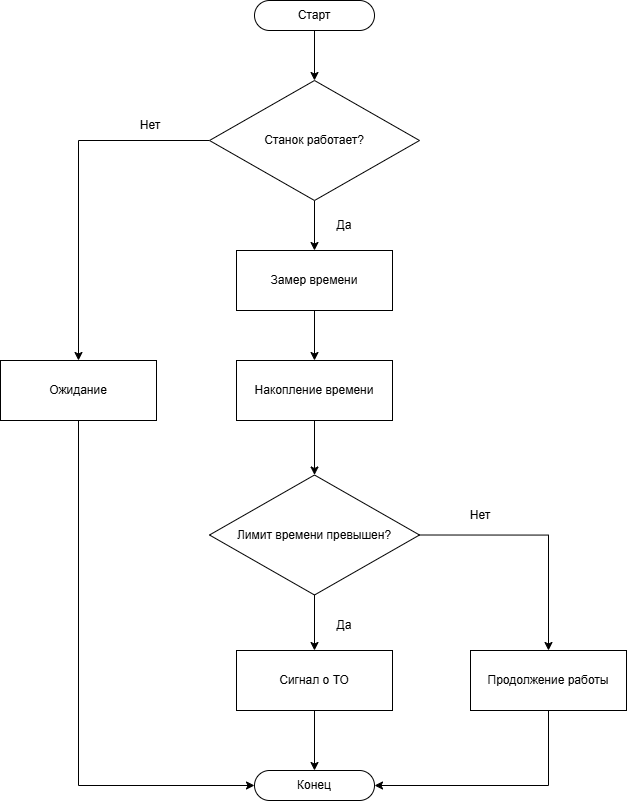 Старт
Нет
Станок работает?
Да
Замер времени
Ожидание
Накопление времени
Нет
Лимит времени превышен?
Да
Сигнал о ТО
Продолжение работы
Конец